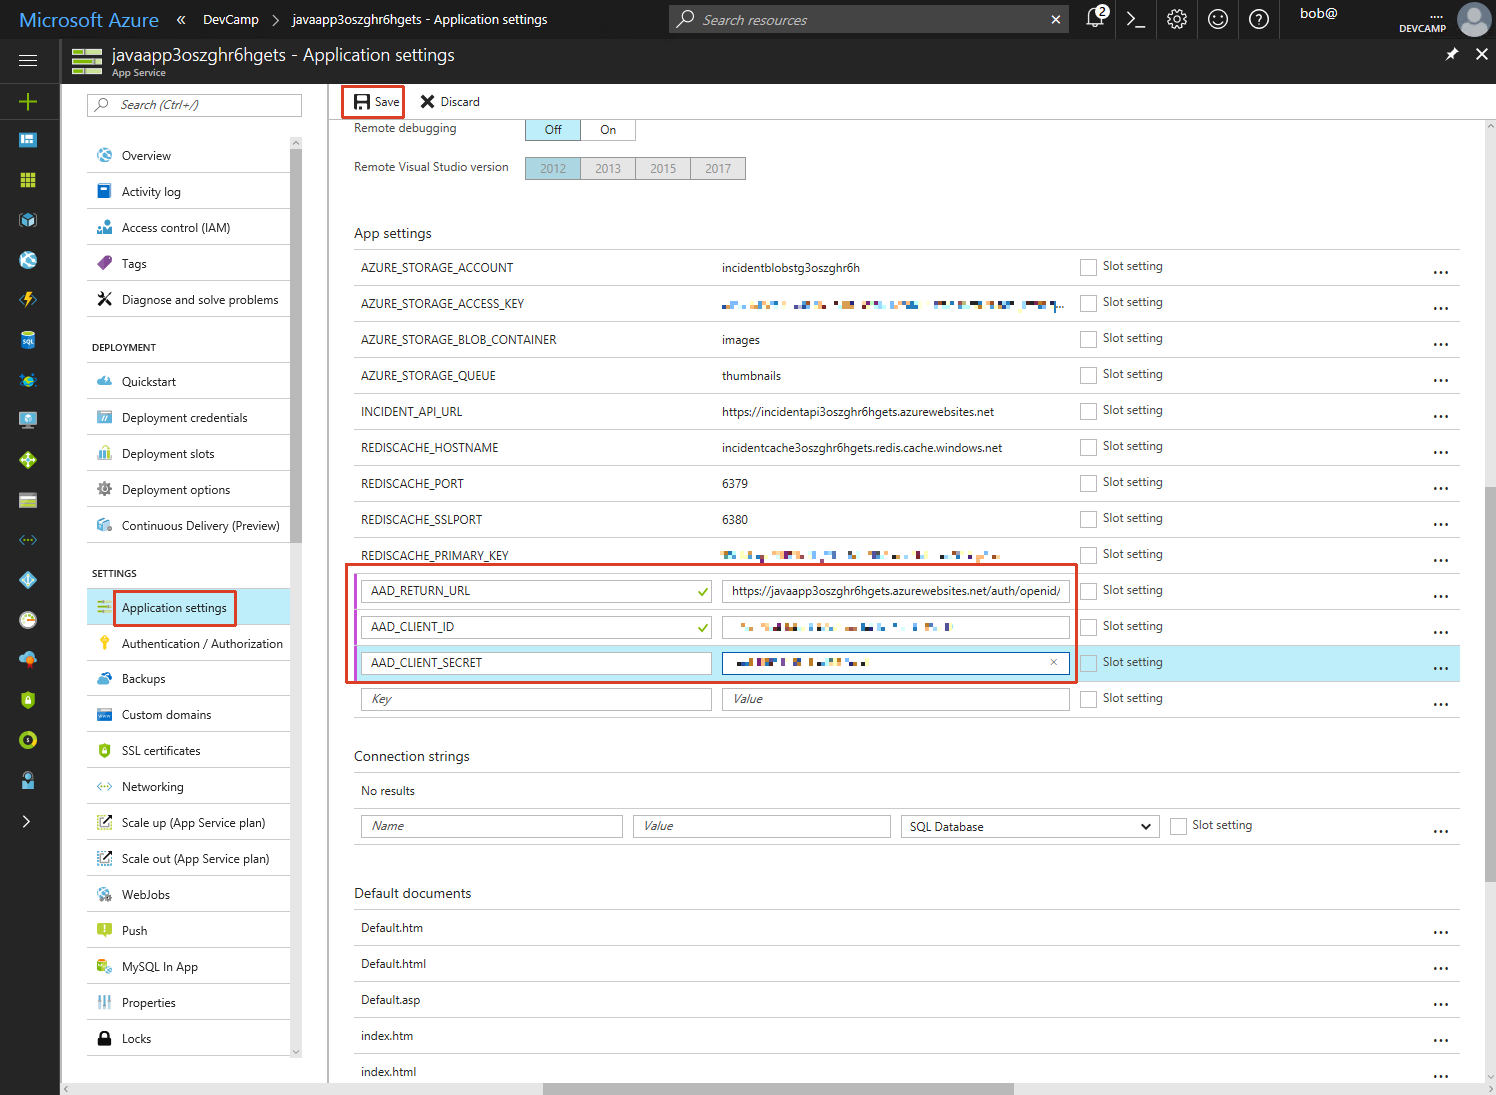 Microsoft Azure « DevCamp > javaapp3oszghr6hgets - Application settings
Search resources
2
bob@
....
DEVCAMP
javaapp3oszghr6hgets - Application settings
App Service
Search (Ctrl+/)
Overview
Activity log
Access control (IAM)
Tags
Diagnose and solve problems
DEPLOYMENT
Quickstart
Deployment credentials
Deployment slots
Deployment options
Continuous Delivery (Preview)
SETTINGS
Application settings
Authentication / Authorization
Backups
Custom domains
SSL certificates
Networking
Scale up (App Service plan)
Scale out (App Service plan)
WebJobs
Push
MySQL In App
Properties
Locks
Save Discard
Remote debugging Off On
Remote Visual Studio version 2012 2013 2015 2017
App settings
AZURE_STORAGE_ACCOUNT incidentblobstg3oszghr6h Slot setting ...
AZURE_STORAGE_ACCESS_KEY ... Slot setting ...
AZURE_STORAGE_BLOB_CONTAINER images Slot setting ...
AZURE_STORAGE_QUEUE thumbnails Slot setting ...
INCIDENT_API_URL https://incidentapi3oszghr6hgets.azurewebsites.net Slot setting ...
REDISCACHE_HOSTNAME incidentcache3oszghr6hgets.redis.cache.windows.net Slot setting ...
REDISCACHE_PORT 6379 Slot setting ...
REDISCACHE_SSLPORT 6380 Slot setting ...
REDISCACHE_PRIMARY_KEY Slot setting ...
AAD_RETURN_URL https://javaapp3oszghr6hgets.azurewebsites.net/auth/openid/ Slot setting ...
AAD_CLIENT_ID Slot setting ...
AAD_CLIENT_SECRET Slot setting ...
Key Value Slot setting ...
Connection strings
No results
Name Value SQL Database Slot setting ...
Default documents
Default.htm ...
Default.html ...
Default.asp ...
index.htm ...
index.html ...